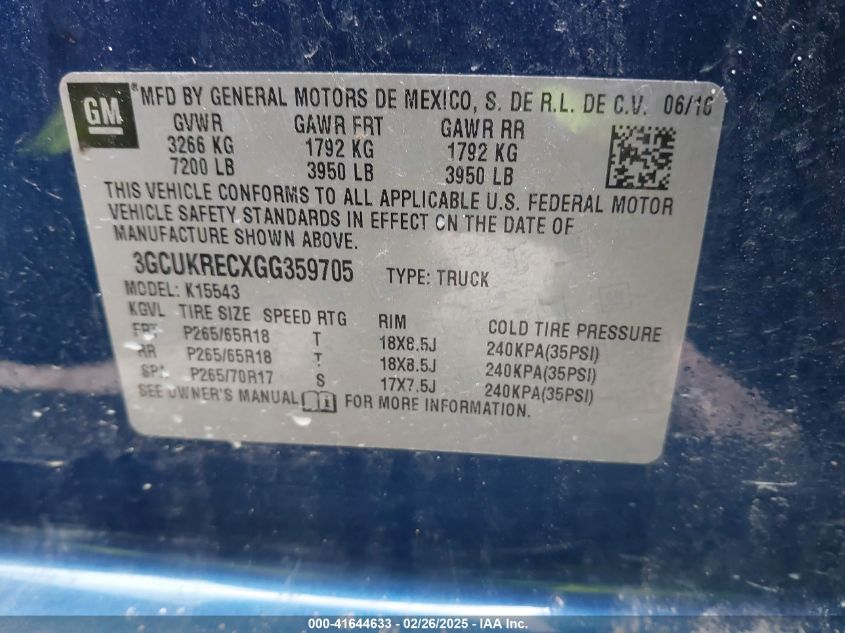 GM ® MFD BY GENERAL MOTORS DE MEXICO, S. DE R.L. DE C.V. 06/16
GVWR GAWR FRT GAWR RR
3266 KG 1792 KG 1792 KG
7200 LB 3950 LB 3950 LB
THIS VEHICLE CONFORMS TO ALL APPLICABLE U.S. FEDERAL MOTOR
VEHICLE SAFETY STANDARDS IN EFFECT ON THE DATE OF
MANUFACTURE SHOWN ABOVE.
3GCUKRECXGG359705 TYPE: TRUCK
MODEL: K15543
KGVL TIRE SIZE SPEED RTG RIM COLD TIRE PRESSURE
FRT P265/65R18 T 18X8.5J 240KPA(35PSI)
RR P265/65R18 T 18X8.5J 240KPA(35PSI)
SPA P265/70R17 S 17X7.5J 240KPA(35PSI)
SEE OWNER'S MANUAL FOR MORE INFORMATION.
000-41644633 / 02/26/2025 / © IAA Inc.